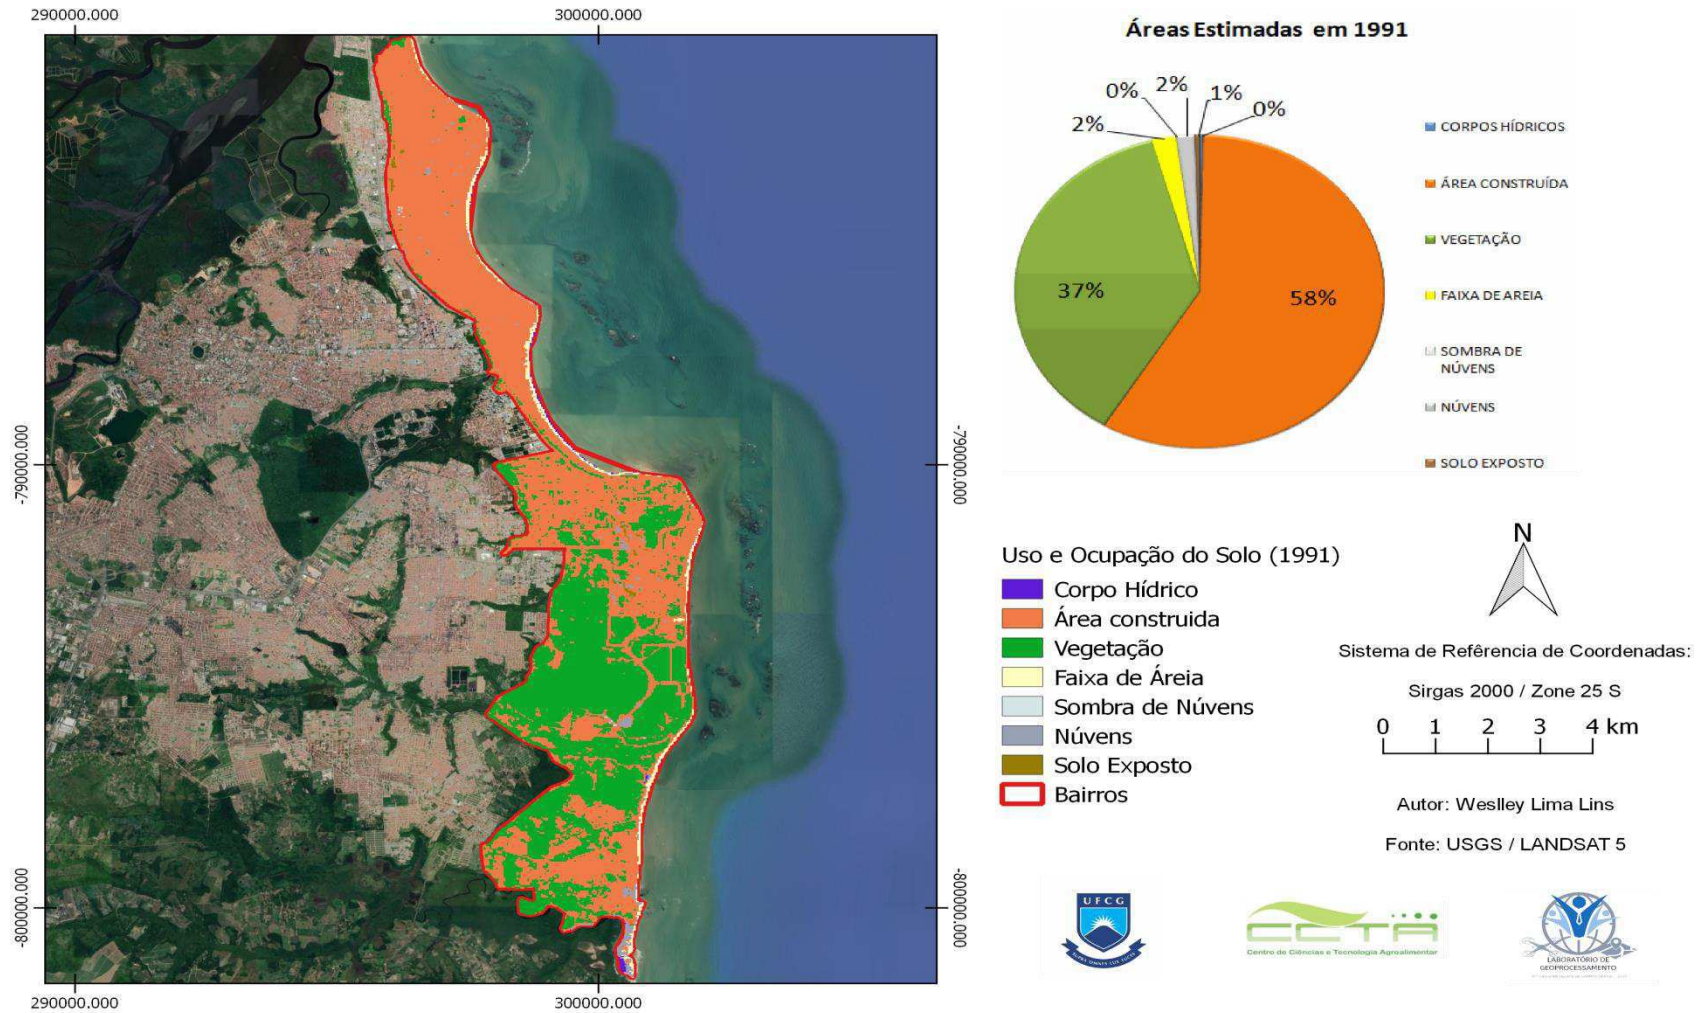 290000.000
300000.000
-790000.000
-790000.000
-800000.000
-800000.000
290000.000
300000.000
Áreas Estimadas em 1991
2%
0%
2%
1%
0%
37%
58%
CORPOS HÍDRICOS
ÁREA CONSTRUÍDA
VEGETAÇÃO
FAIXA DE AREIA
SOMBRA DE
NÚVENS
NÚVENS
SOLO EXPOSTO
Uso e Ocupação do Solo (1991)
Corpo Hídrico
Área construida
Vegetação
Faixa de Áreia
Sombra de Núvens
Núvens
Solo Exposto
Bairros
N
Sistema de Refêrencia de Coordenadas:
Sirgas 2000 / Zone 25 S
0 1 2 3 4 km
Autor: Weslley Lima Lins
Fonte: USGS / LANDSAT 5
UFCG
CCTA
Centro de Ciências e Tecnologia Agroalimentar
LABORATÓRIO DE
GEOPROCESSAMENTO